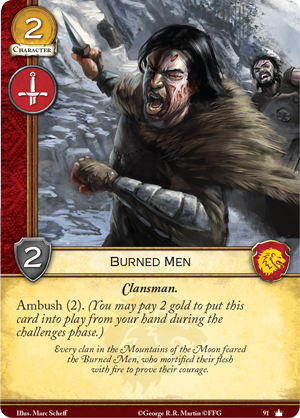 2
Character
2
Burned Men
Clansman.
Ambush (2). (You may pay 2 gold to put this
card into play from your hand during the
challenges phase.)
Every clan in the Mountains of the Moon feared
the Burned Men, who mortified their flesh
with fire to prove their courage.
Illus. Marc Scheff ©George R.R. Martin ©FFG 91